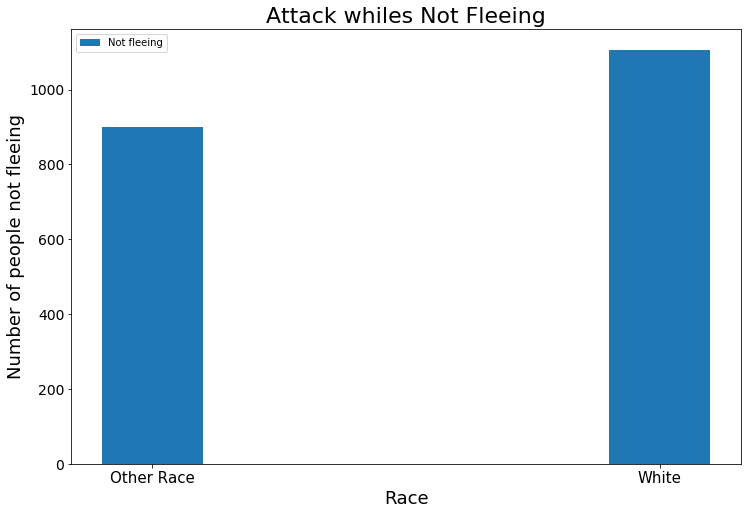 Attack whiles Not Fleeing
Not fleeing
Number of people not fleeing
1000
800
600
400
200
0
Other Race
White
Race